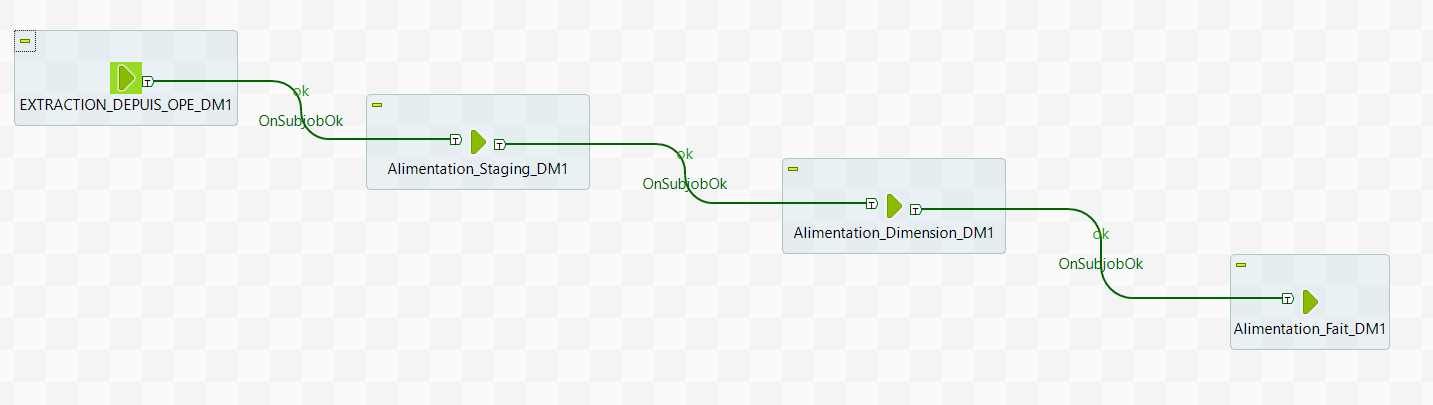 EXTRACTION_DEPUIS_OPE_DM1
ok
OnSubjobOk
Alimentation_Staging_DM1
ok
OnSubjobOk
Alimentation_Dimension_DM1
ok
OnSubjobOk
Alimentation_Fait_DM1